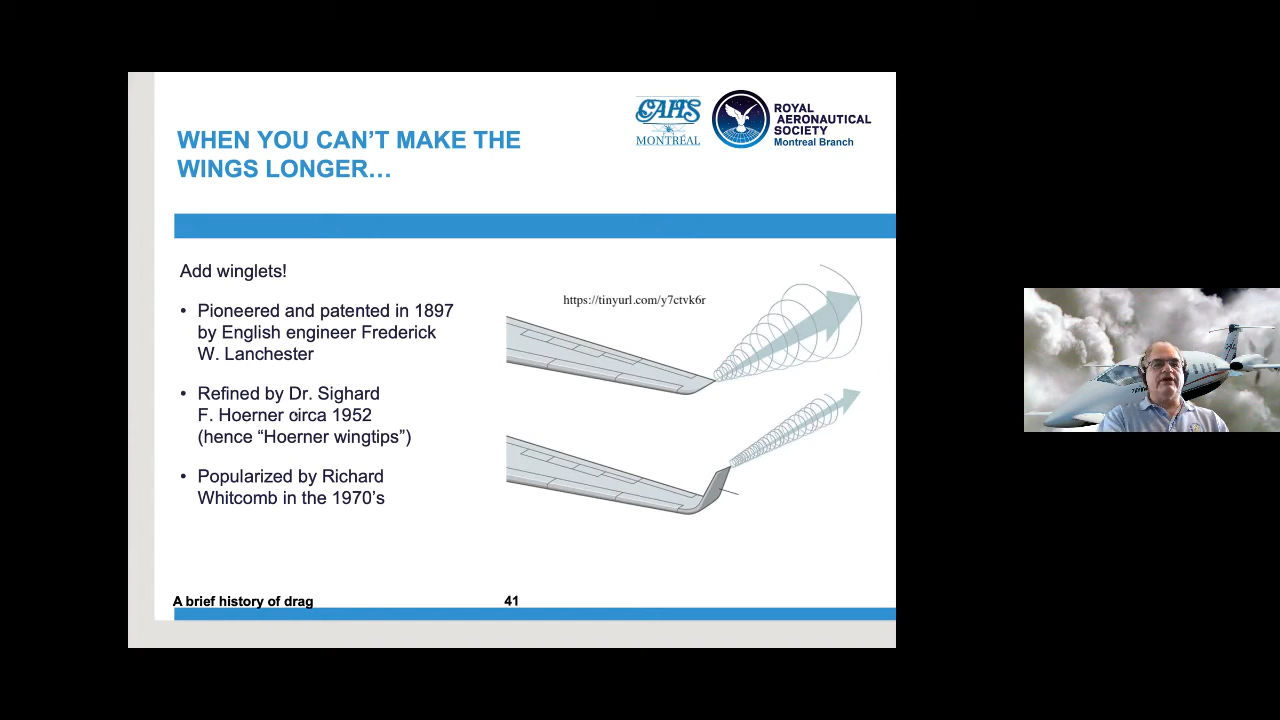 CAHS
MONTRÉAL
ROYAL
AERONAUTICAL
SOCIETY
Montreal Branch
WHEN YOU CAN’T MAKE THE
WINGS LONGER…
Add winglets!
• Pioneered and patented in 1897
by English engineer Frederick
W. Lanchester
• Refined by Dr. Sighard
F. Hoerner circa 1952
(hence “Hoerner wingtips”)
• Popularized by Richard
Whitcomb in the 1970’s
https://tinyurl.com/y7ctvk6r
A brief history of drag
41